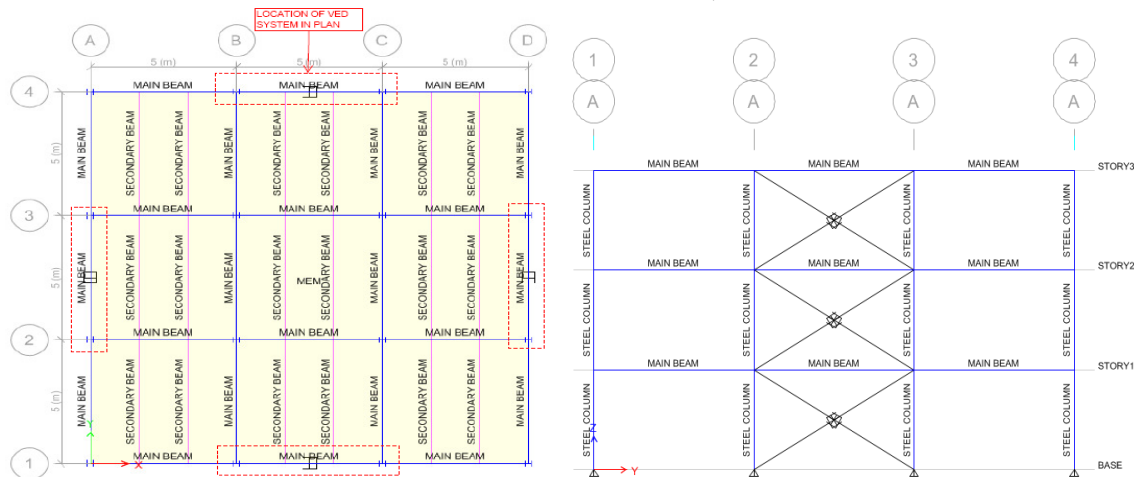 LOCATION OF VED
SYSTEM IN PLAN
A
B
C
D
5 (m)
5 (m)
5 (m)
4
MAIN BEAM
MAIN BEAM
MAIN BEAM
5 (m)
MAIN BEAM
SECONDARY BEAM
SECONDARY BEAM
MAIN BEAM
SECONDARY BEAM
SECONDARY BEAM
MAIN BEAM
SECONDARY BEAM
SECONDARY BEAM
MAIN BEAM
3
MAIN BEAM
MAIN BEAM
MAIN BEAM
5 (m)
MAIN BEAM
SECONDARY BEAM
SECONDARY BEAM
MAIN BEAM
SECONDARY BEAM
MEM
SECONDARY BEAM
MAIN BEAM
SECONDARY BEAM
SECONDARY BEAM
MAIN BEAM
2
MAIN BEAM
MAIN BEAM
MAIN BEAM
5 (m)
MAIN BEAM
SECONDARY BEAM
SECONDARY BEAM
MAIN BEAM
SECONDARY BEAM
SECONDARY BEAM
MAIN BEAM
SECONDARY BEAM
SECONDARY BEAM
MAIN BEAM
Y
1
MAIN BEAM
X
MAIN BEAM
MAIN BEAM
1
2
3
4
A
A
A
A
MAIN BEAM
MAIN BEAM
MAIN BEAM
STORY3
STEEL COLUMN
STEEL COLUMN
STEEL COLUMN
STEEL COLUMN
MAIN BEAM
MAIN BEAM
MAIN BEAM
STORY2
STEEL COLUMN
STEEL COLUMN
STEEL COLUMN
STEEL COLUMN
MAIN BEAM
MAIN BEAM
MAIN BEAM
STORY1
STEEL COLUMN
STEEL COLUMN
STEEL COLUMN
STEEL COLUMN
Z
Y
BASE